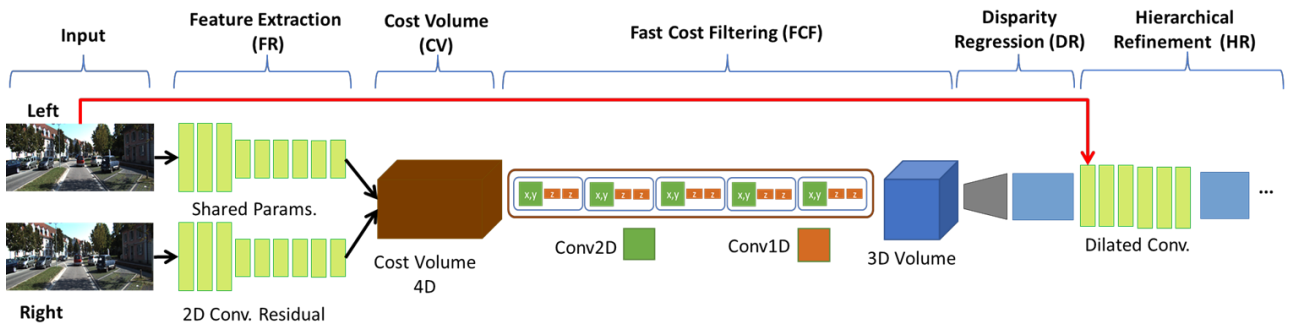 Input
Feature Extraction
(FR)
Cost Volume
(CV)
Fast Cost Filtering (FCF)
Disparity
Regression (DR)
Hierarchical
Refinement (HR)
Left
Shared Params.
x,y z z x,y z z x,y z z x,y z z x,y z z
...
Conv2D
Conv1D
Cost Volume
4D
3D Volume
Dilated Conv.
Right
2D Conv. Residual